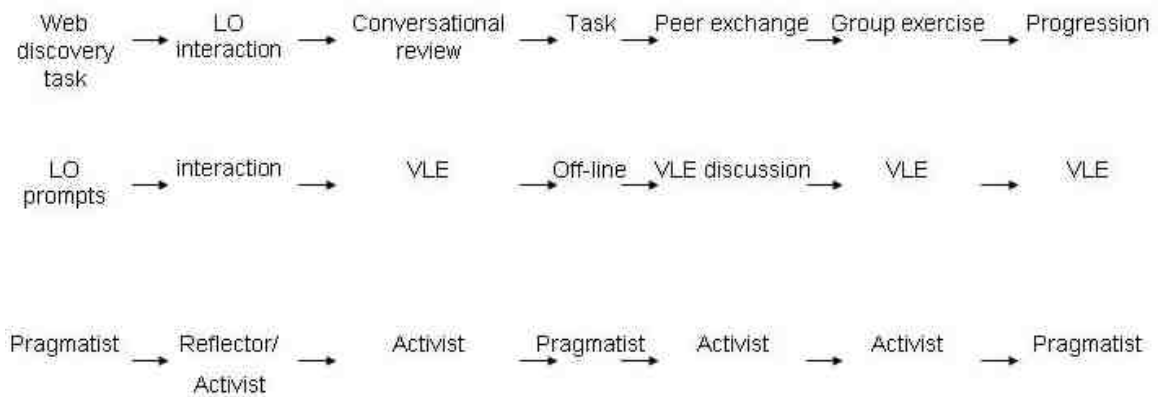 Web discovery task
LO interaction
Conversational review
Task
Peer exchange
Group exercise
Progression
LO prompts
interaction
VLE
Off-line
VLE discussion
VLE
VLE
Pragmatist
Reflector/ Activist
Activist
Pragmatist
Activist
Activist
Pragmatist